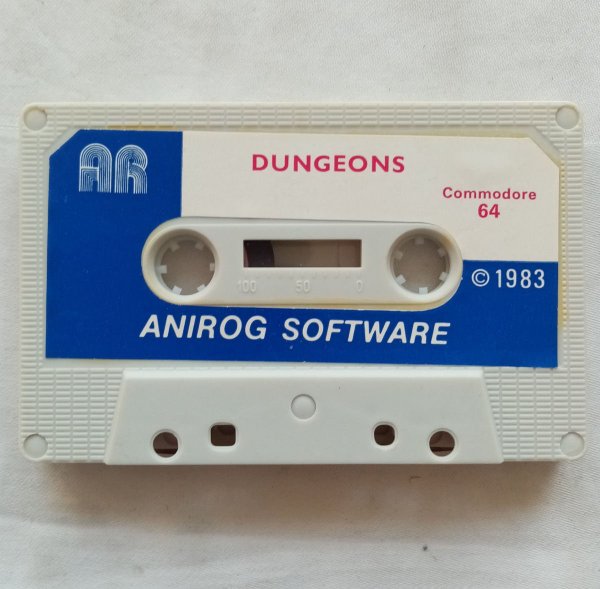 AR
DUNGEONS
Commodore
64
© 1983
100 50 0
ANIROG SOFTWARE